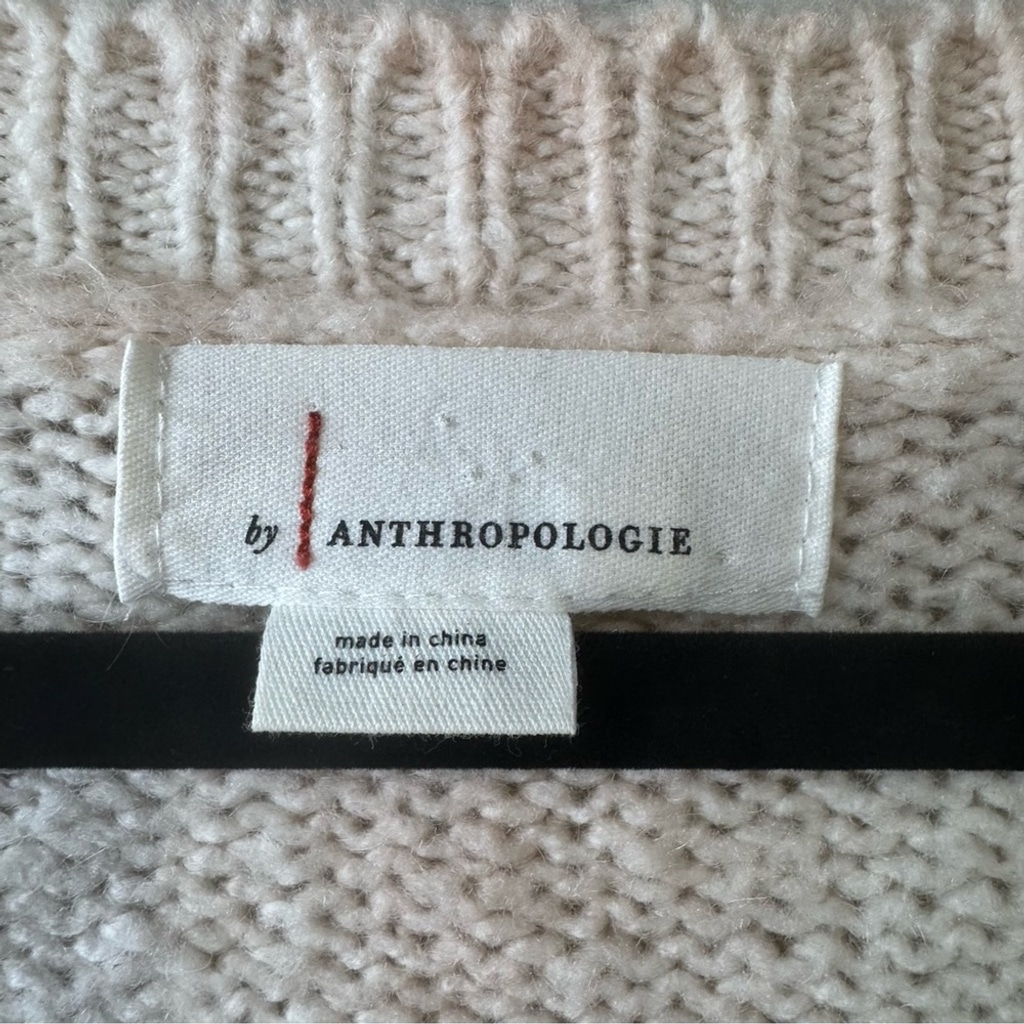 by ANTHROPOLOGIE
made in china
fabriqué en chine